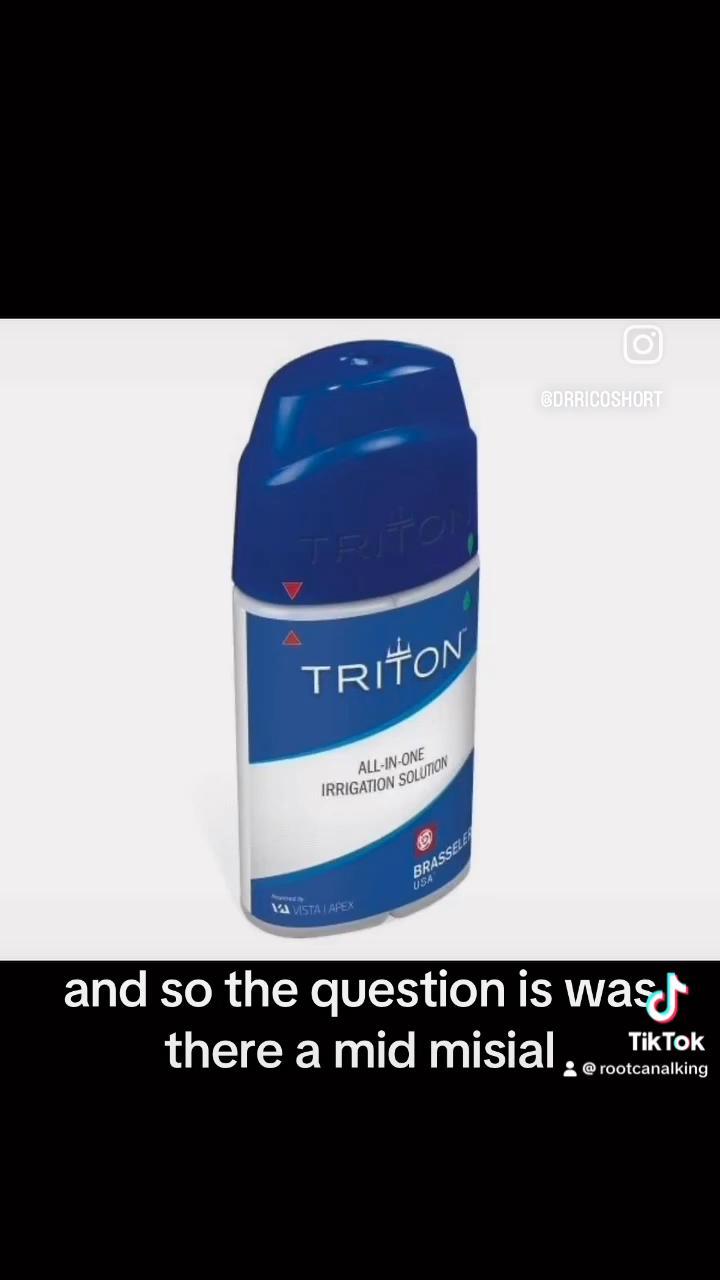 @DRRICOSHORT
TRITON
TRITON™
ALL-IN-ONE
IRRIGATION SOLUTION
BRASSELER
USA
VISTA | APEX
and so the question is was
there a mid misial
TikTok
@ rootcanalking